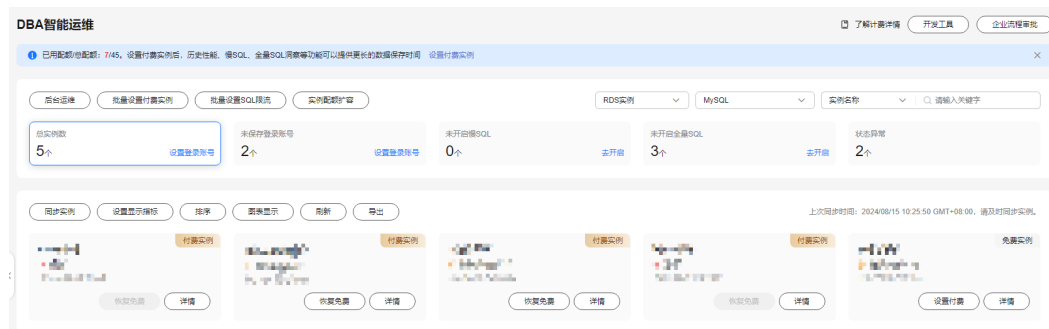 DBA智能运维 了解计费详情 开发工具 企业流程审批
已用配额/总配额：7/45。设置付费实例后，历史性能、慢SQL、全量SQL洞察等功能可以提供更长的数据保存时间 设置付费实例
后台运维 批量设置付费实例 批量设置SQL限流 实例配额扩容 RDS实例 MySQL 实例名称 请输入关键字
总实例数 未保存登录账号 未开启慢SQL 未开启全量SQL 状态异常
5个 设置登录账号 2个 设置登录账号 0个 去开启 3个 去开启 2个
同步实例 设置显示指标 排序 图表显示 刷新 导出 上次同步时间：2024/08/15 10:25:50 GMT+08:00，请及时同步实例。
付费实例 付费实例 付费实例 付费实例 免费实例
恢复免费 详情 恢复免费 详情 恢复免费 详情 恢复免费 详情 设置付费 详情